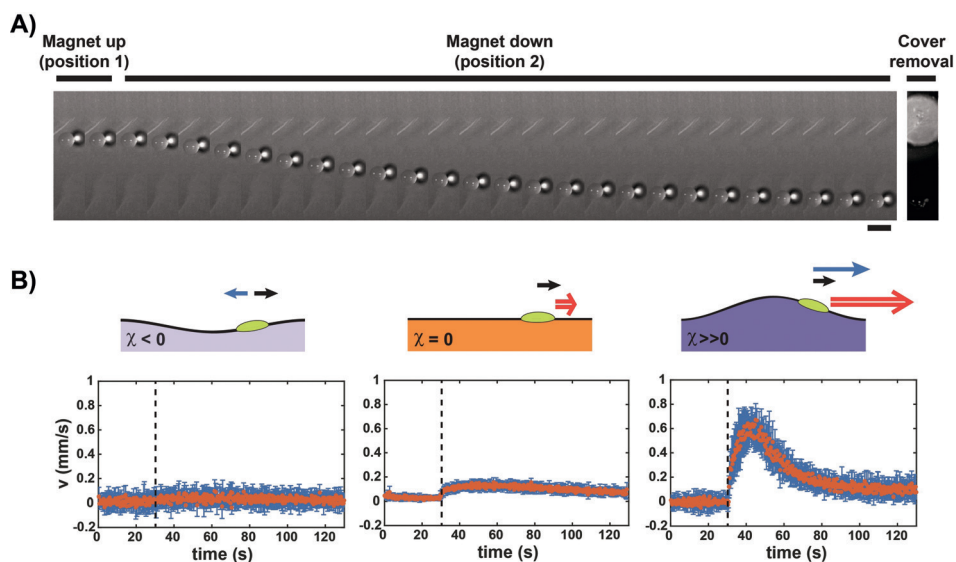 A)
Magnet up
(position 1)
Magnet down
(position 2)
Cover
removal
B)
χ < 0
χ = 0
χ >>0
1
0.8
0.6
0.4
0.2
0
-0.2
v (mm/s)
0 20 40 60 80 100 120
time (s)
1
0.8
0.6
0.4
0.2
0
-0.2
0 20 40 60 80 100 120
time (s)
1
0.8
0.6
0.4
0.2
0
-0.2
0 20 40 60 80 100 120
time (s)